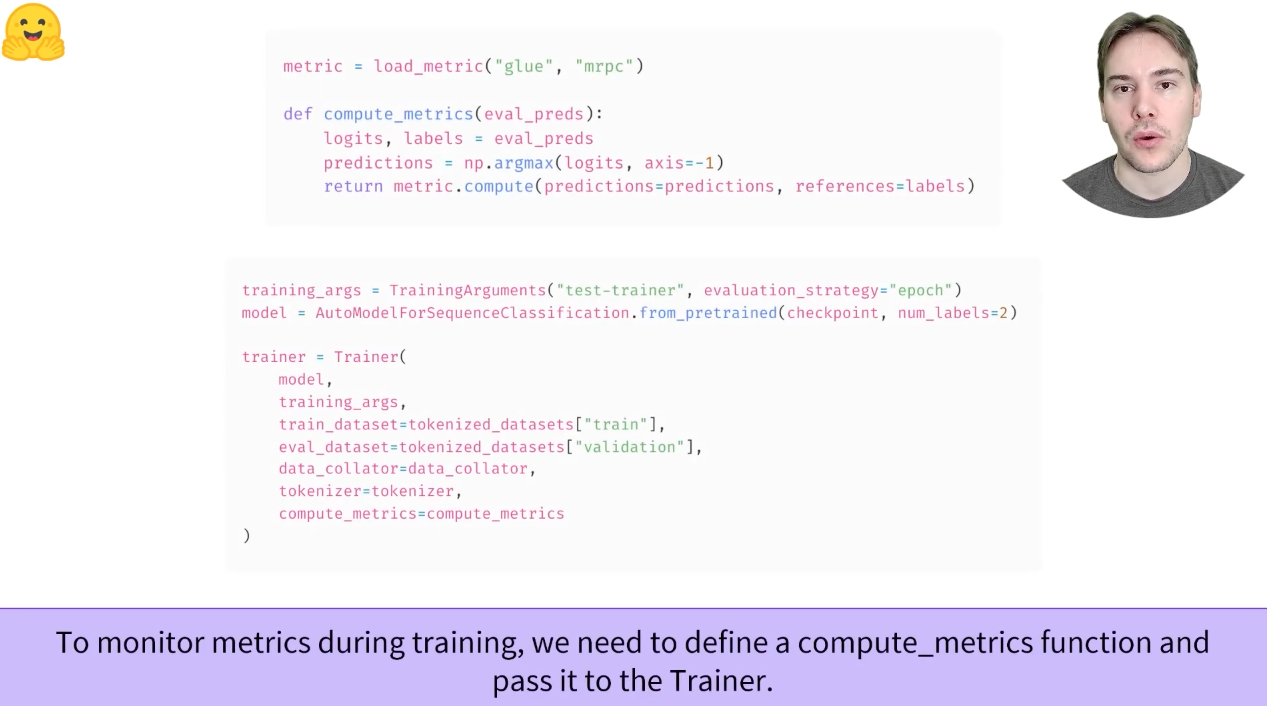 metric = load_metric("glue", "mrpc")
def compute_metrics(eval_preds):
    logits, labels = eval_preds
    predictions = np.argmax(logits, axis=-1)
    return metric.compute(predictions=predictions, references=labels)
training_args = TrainingArguments("test-trainer", evaluation_strategy="epoch")
model = AutoModelForSequenceClassification.from_pretrained(checkpoint, num_labels=2)
trainer = Trainer(
    model,
    training_args,
    train_dataset=tokenized_datasets["train"],
    eval_dataset=tokenized_datasets["validation"],
    data_collator=data_collator,
    tokenizer=tokenizer,
    compute_metrics=compute_metrics
)
To monitor metrics during training, we need to define a compute_metrics function and
pass it to the Trainer.